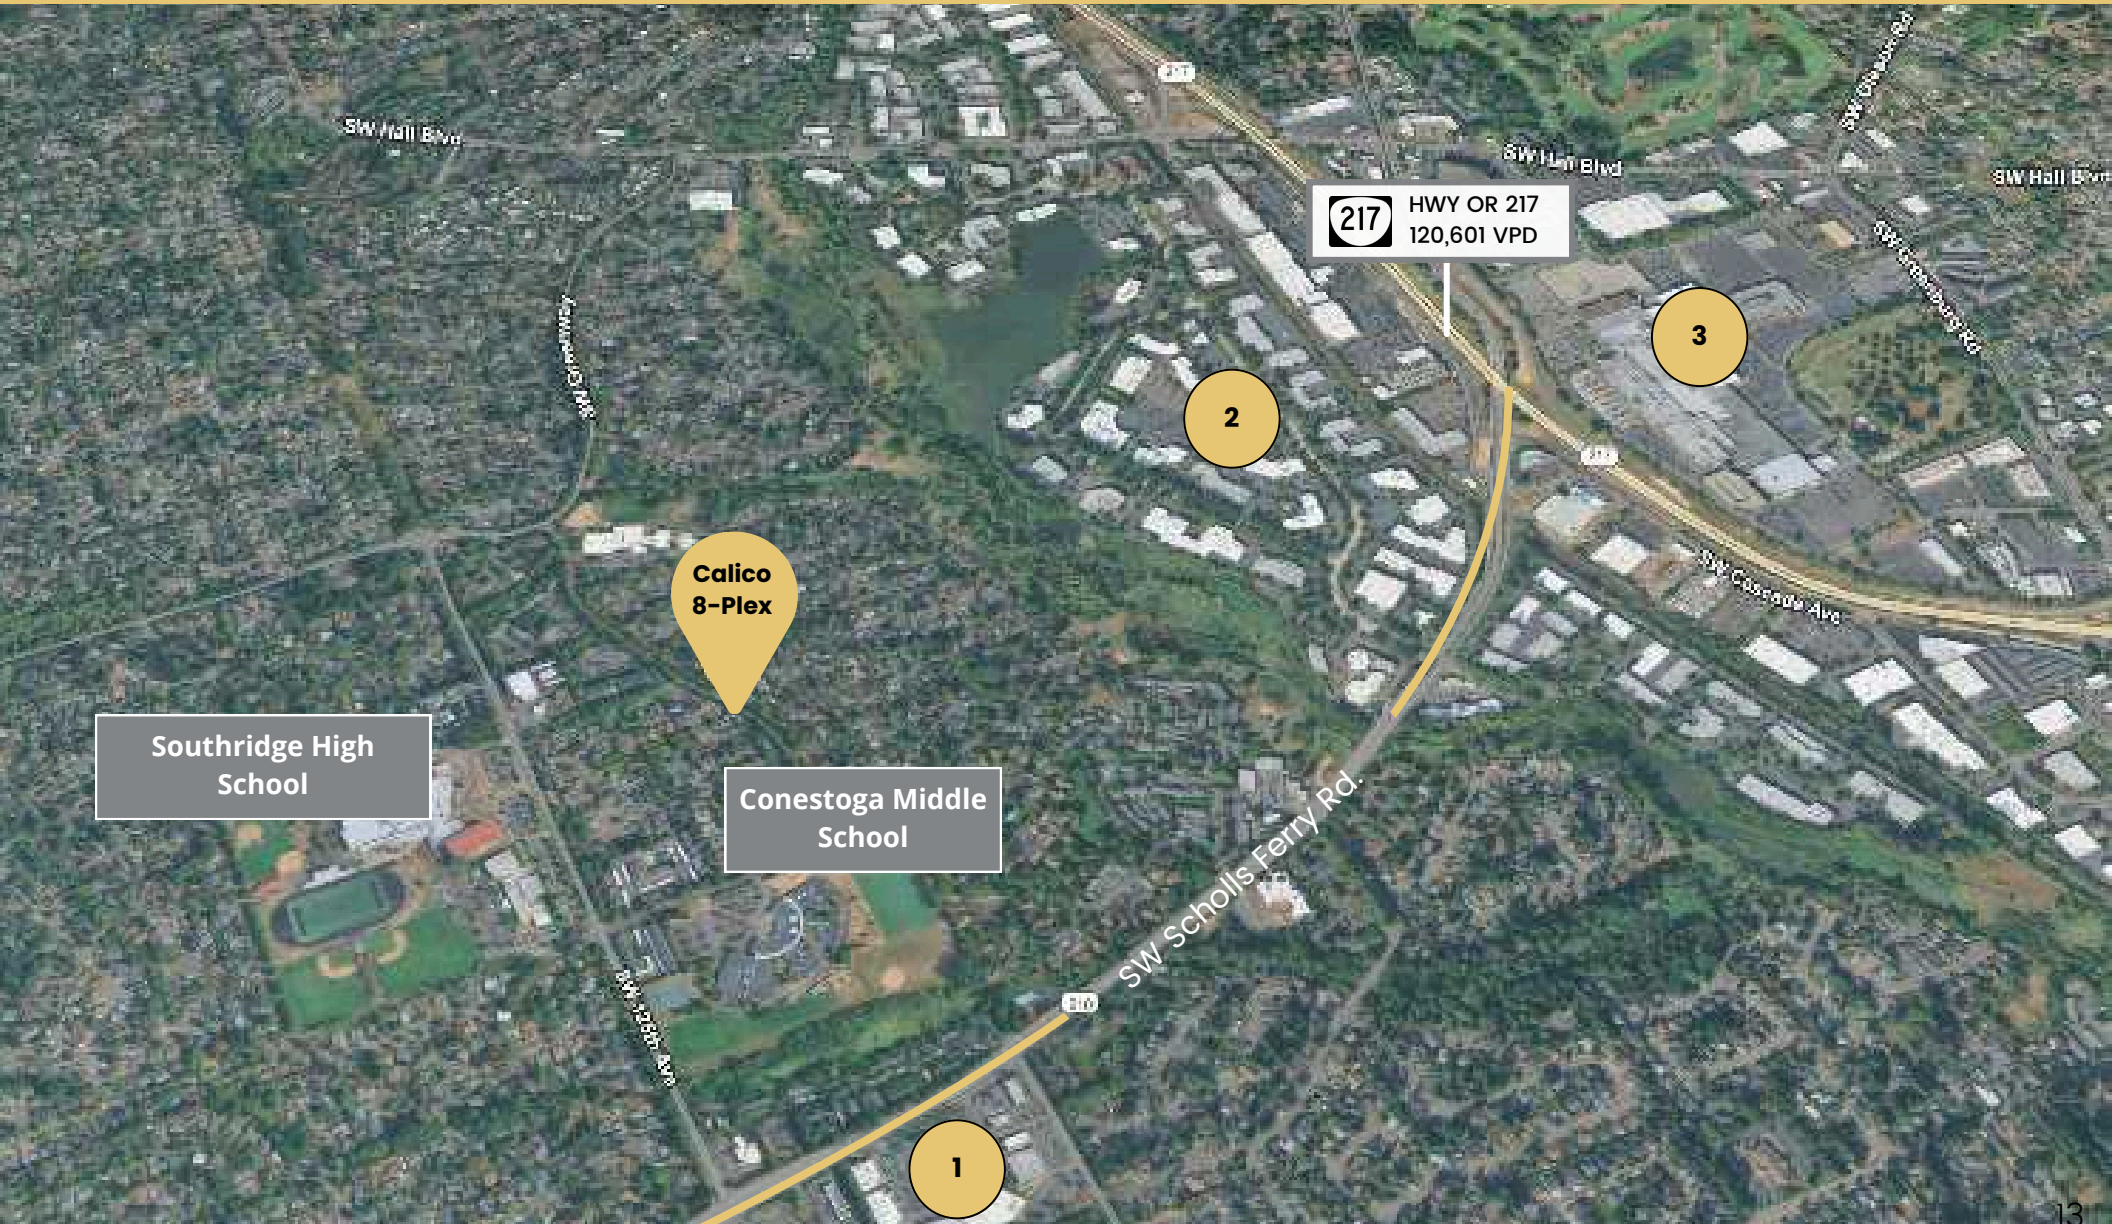 SW Hall Blvd
SW Hall Blvd
SW Hall Blvd
217
HWY OR 217
120,601 VPD
3
2
Calico
8-Plex
SW Cascade Ave
Southridge High
School
Conestoga Middle
School
SW Scholls Ferry Rd.
210
SW 125th Ave
1
13